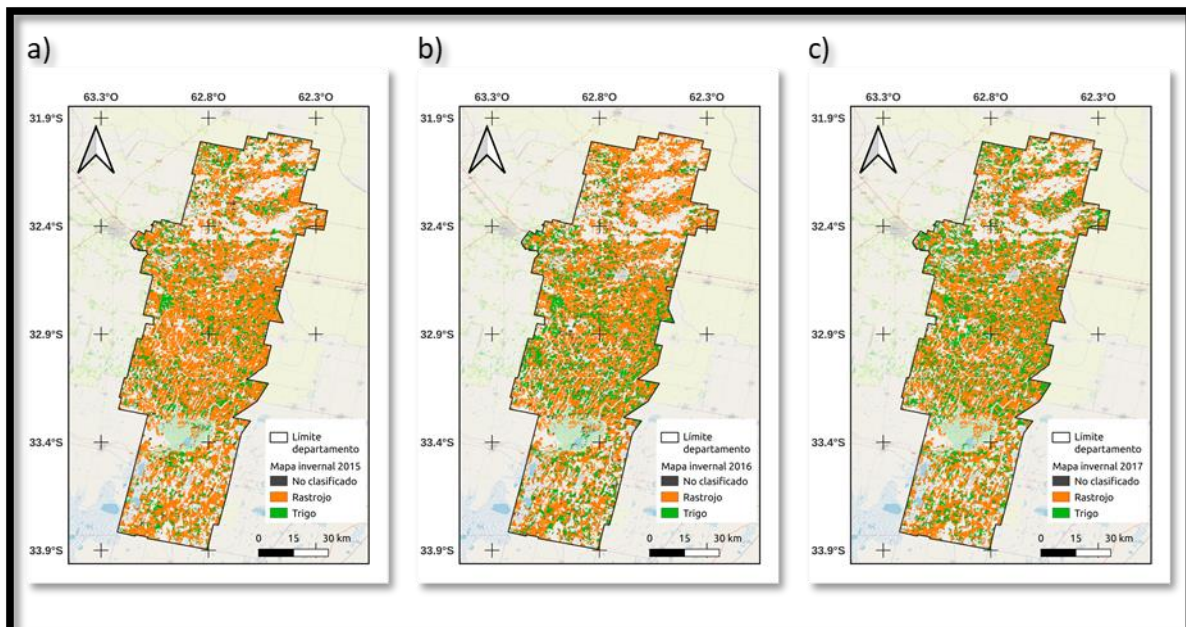 a)
63.3°O 62.8°O 62.3°O
31.9°S
32.4°S
32.9°S
33.4°S
33.9°S
Límite
departamento
Mapa invernal 2015
No clasificado
Rastrojo
Trigo
0 15 30 km
b)
63.3°O 62.8°O 62.3°O
31.9°S
32.4°S
32.9°S
33.4°S
33.9°S
Límite
departamento
Mapa invernal 2016
No clasificado
Rastrojo
Trigo
0 15 30 km
c)
63.3°O 62.8°O 62.3°O
31.9°S
32.4°S
32.9°S
33.4°S
33.9°S
Límite
departamento
Mapa invernal 2017
No clasificado
Rastrojo
Trigo
0 15 30 km